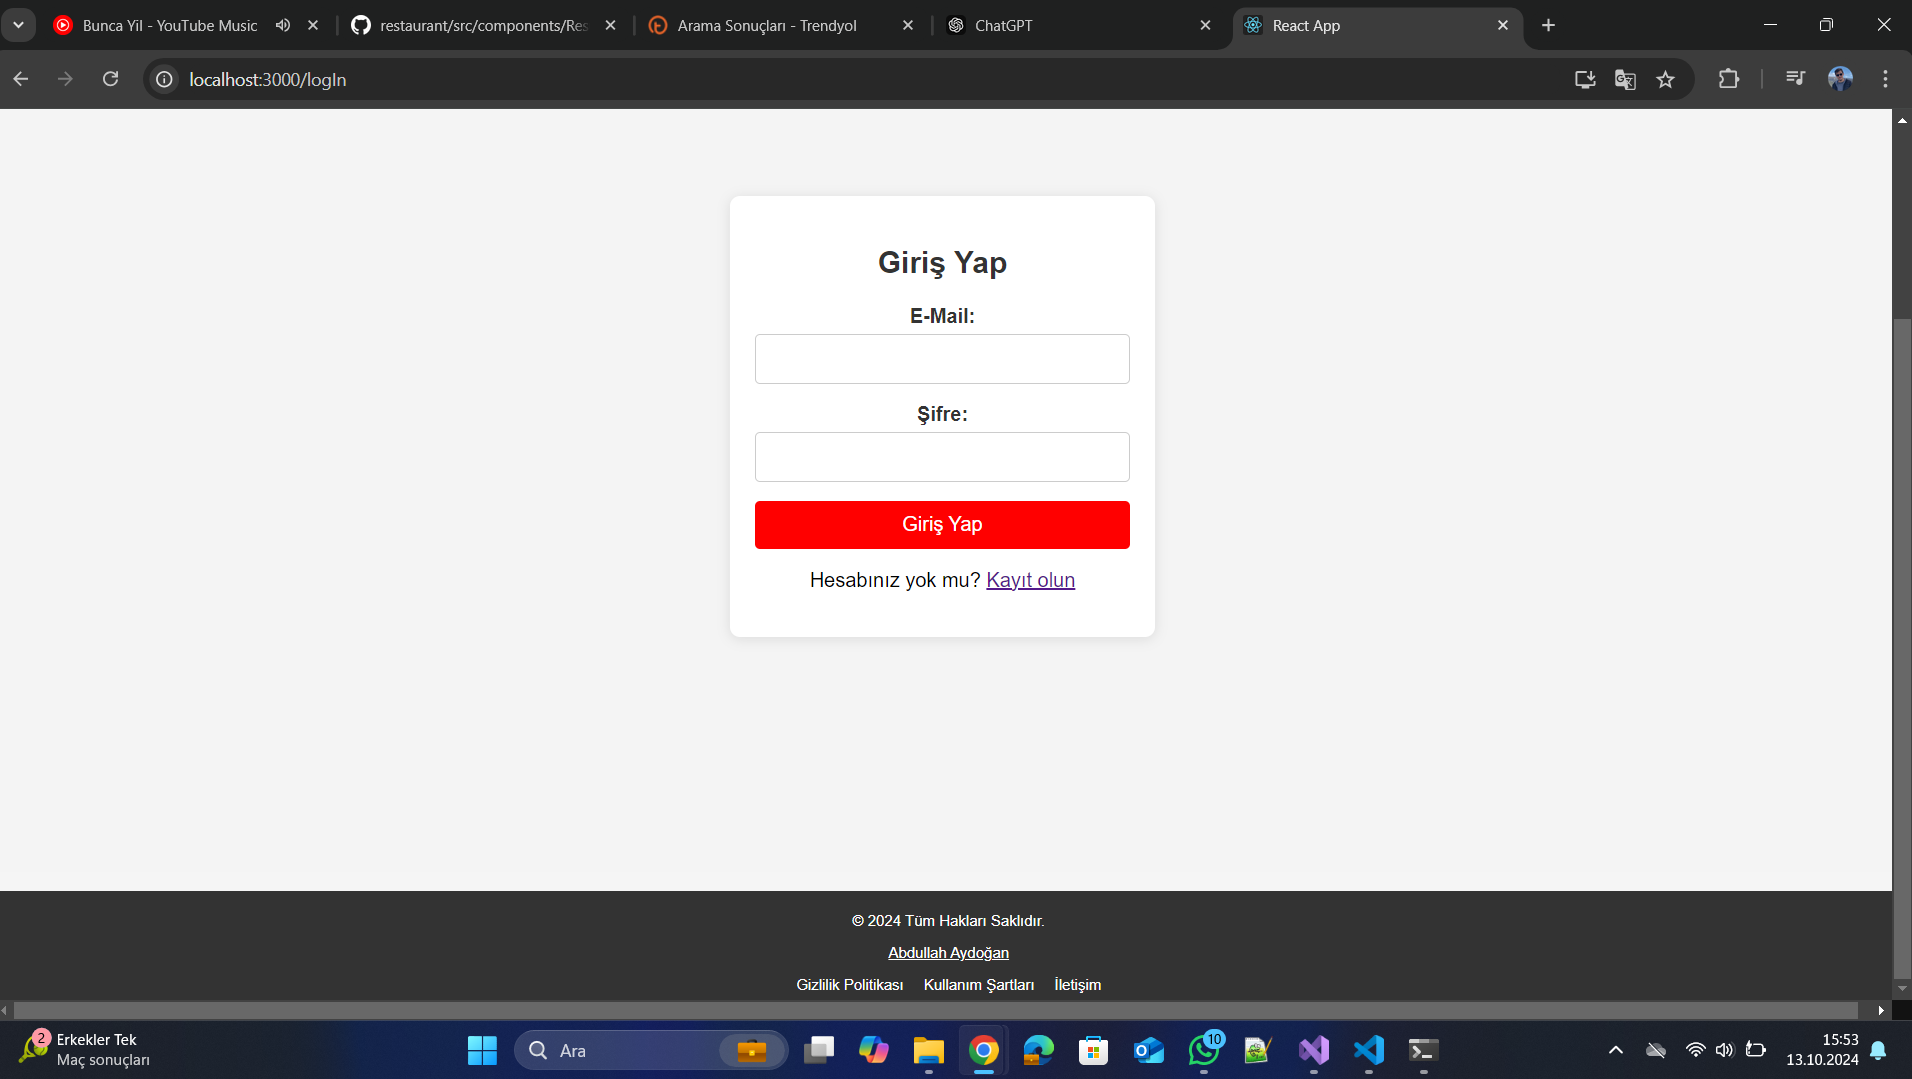 Bunca Yil - YouTube Music
restaurant/src/components/Res
Arama Sonuçları - Trendyol
ChatGPT
React App
localhost:3000/logIn
Giriş Yap
E-Mail:
Şifre:
Giriş Yap
Hesabınız yok mu? Kayıt olun
© 2024 Tüm Hakları Saklıdır.
Abdullah Aydoğan
Gizlilik Politikası Kullanım Şartları İletişim
2
Erkekler Tek
Maç sonuçları
Ara
10
15:53
13.10.2024